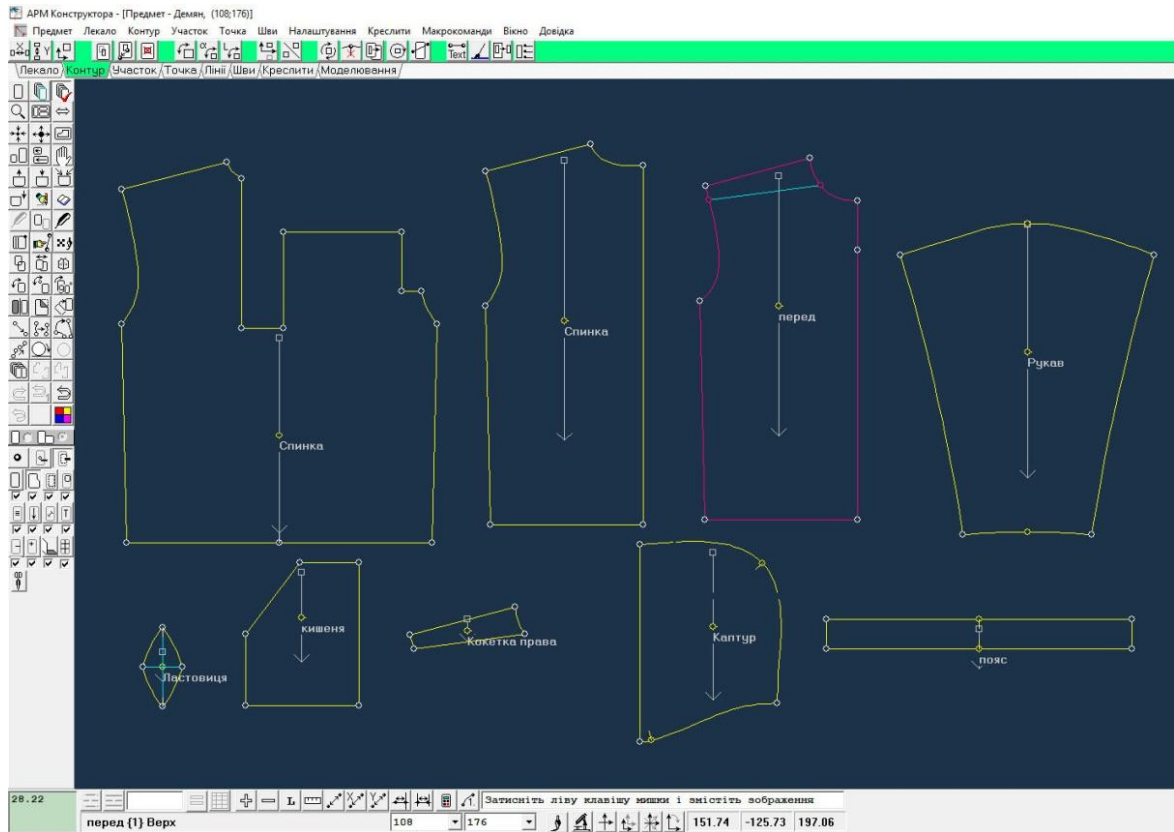 АРМ Конструктора - [Предмет - Демян, (108;176)]
Предмет Лекало Контур Участок Точка Шви Налаштування Креслити Макрокоманди Вікно Довідка
Text
Лекало Контур Участок Точка Лінії Шви Креслити Моделювання
Спинка
перед
Рукав
Спинка
кишеня
Кокетка права
Каптур
Ластовиця
пояс
28.22
L
Затисніть ліву клавішу мишки і змістіть зображення
перед {1} Верх
108 176 151.74 -125.73 197.06